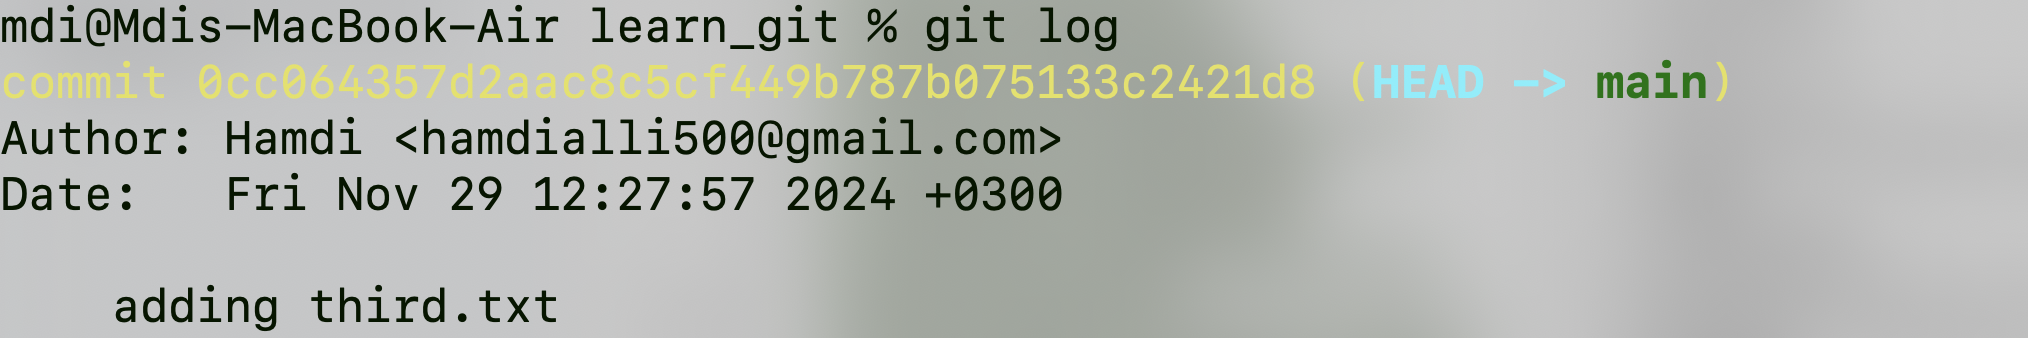 mdi@Mdis-MacBook-Air learn_git % git log
commit 0cc064357d2aac8c5cf449b787b075133c2421d8 (HEAD -> main)
Author: Hamdi <hamdialli500@gmail.com>
Date:   Fri Nov 29 12:27:57 2024 +0300
    adding third.txt